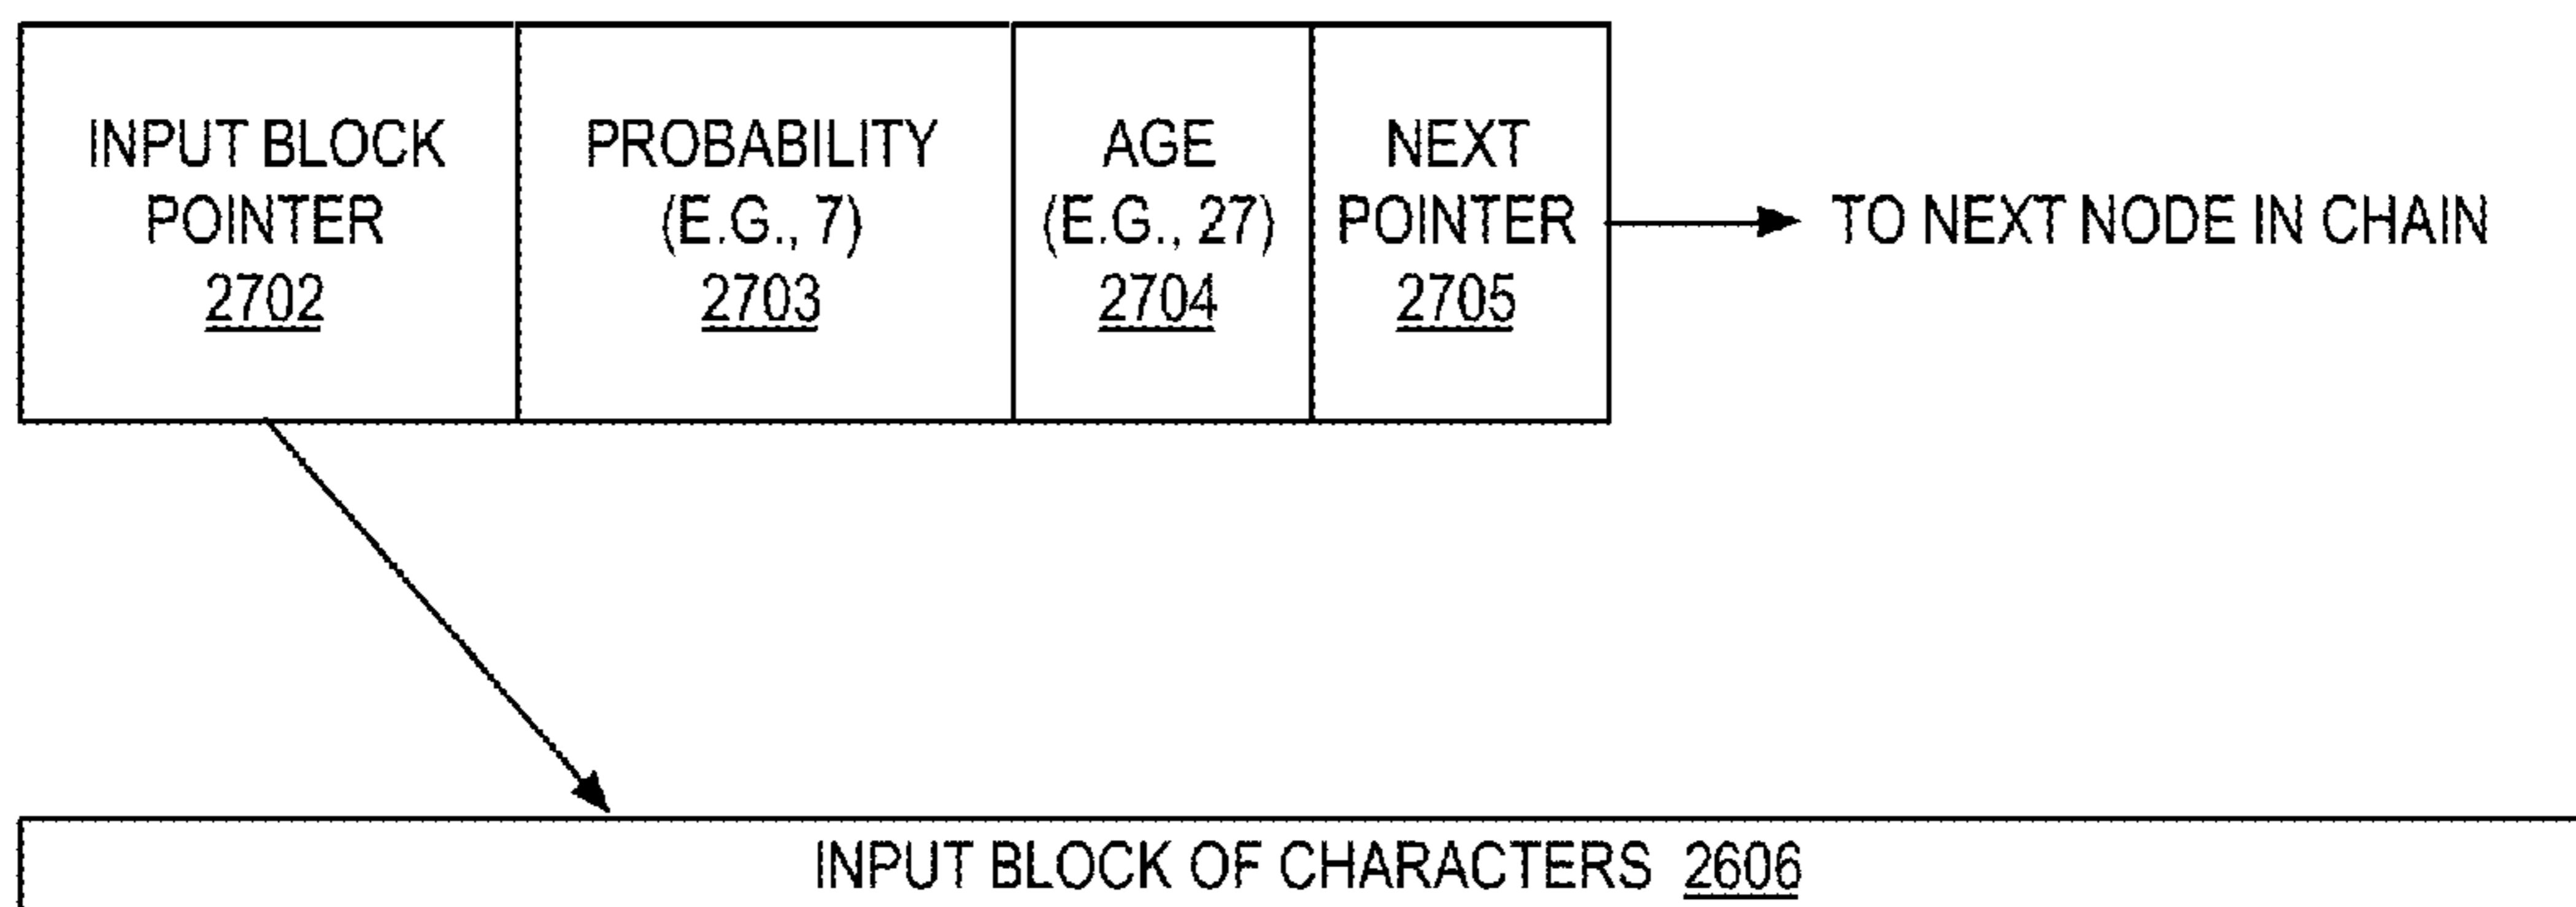 INPUT BLOCK
POINTER
2702
PROBABILITY
(E.G., 7)
2703
AGE
(E.G., 27)
2704
NEXT
POINTER
2705
TO NEXT NODE IN CHAIN
INPUT BLOCK OF CHARACTERS 2606